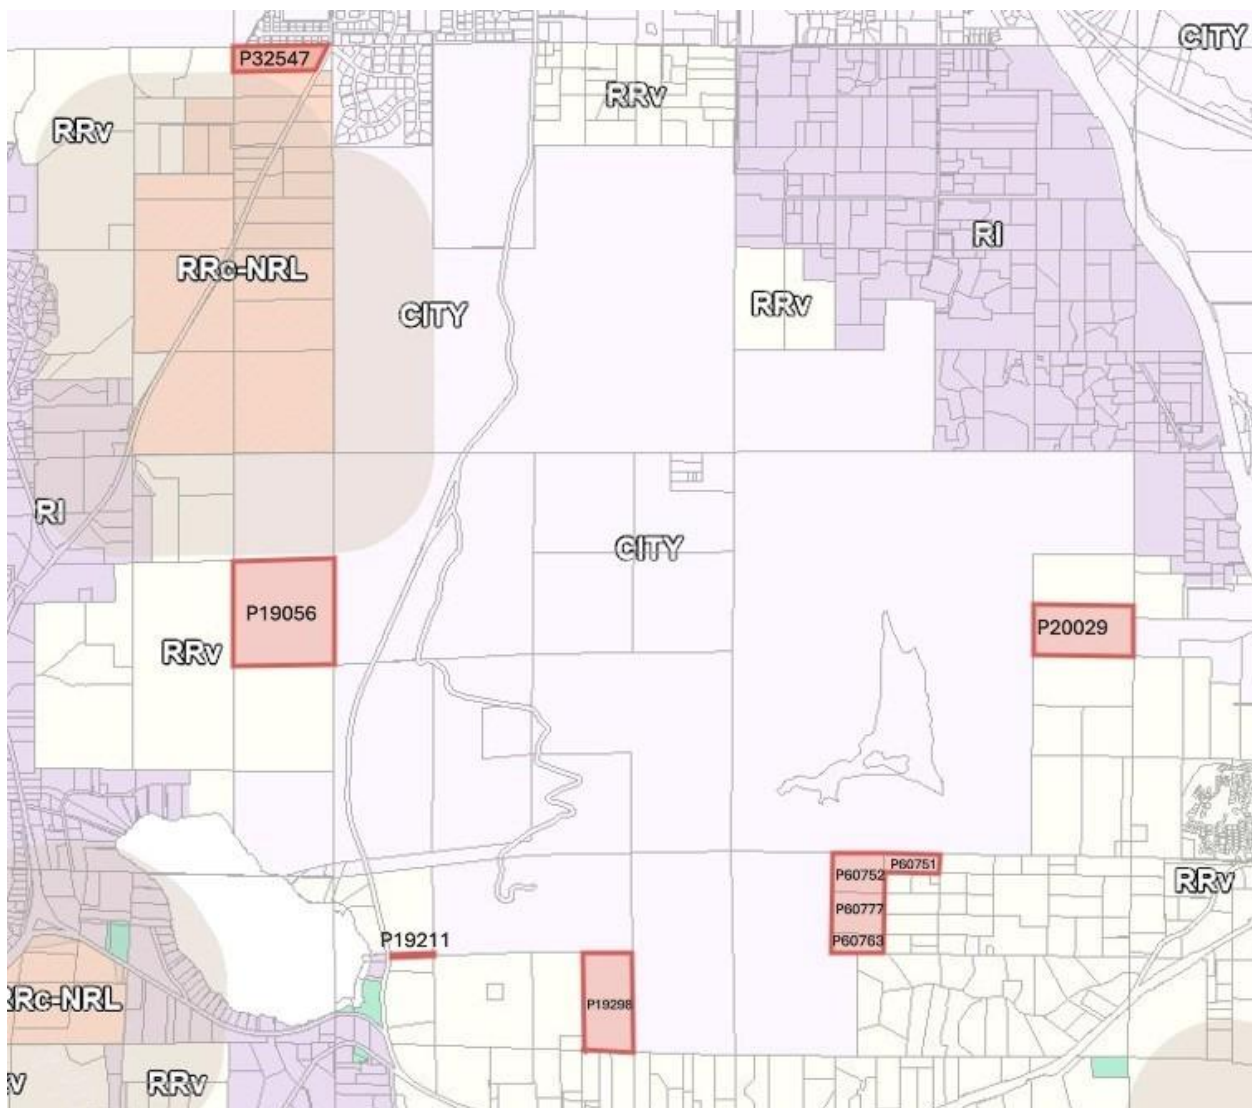 CITY
P32547
RRv
RRv
RI
RRc-NRL
RRv
CITY
RI
CITY
P19056
P20029
RRv
P60751
P60752
RRv
P60777
P19211
P60763
RRc-NRL
P19298
RRv